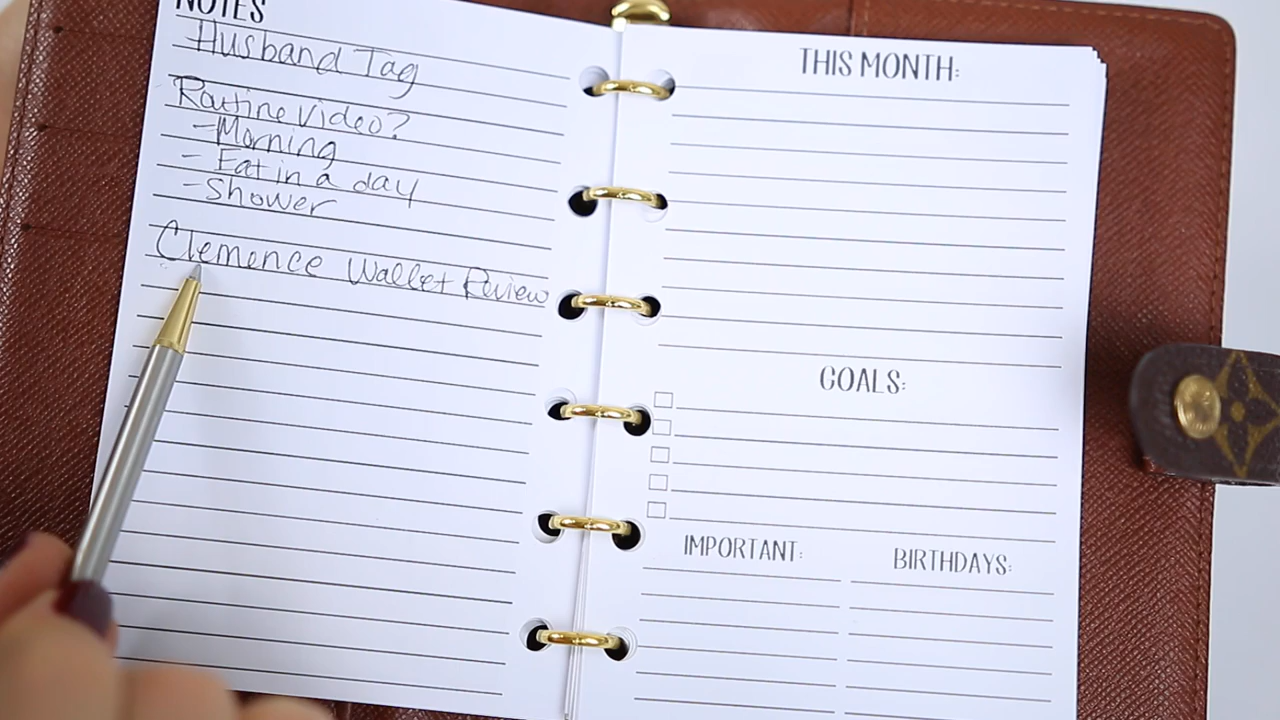 NOTES
Husband Tag
Routine Video?
- Morning
- Eat in a day
- Shower
Clemence Wallet Review
THIS MONTH:
GOALS:
IMPORTANT:
BIRTHDAYS: